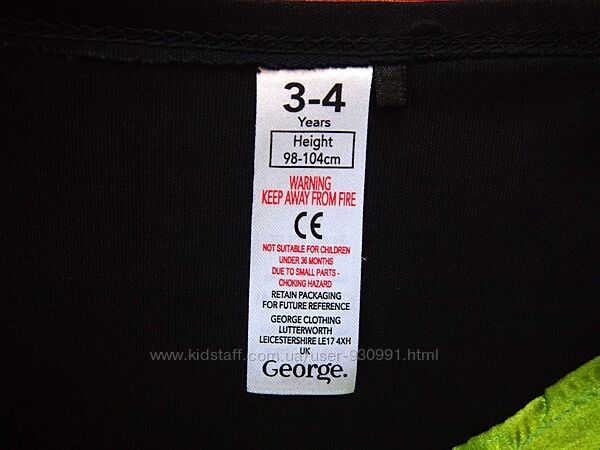 3-4
Years
Height
98-104cm
WARNING
KEEP AWAY FROM FIRE
CE
NOT SUITABLE FOR CHILDREN
UNDER 36 MONTHS
DUE TO SMALL PARTS -
CHOKING HAZARD
RETAIN PACKAGING
FOR FUTURE REFERENCE
GEORGE CLOTHING
LUTTERWORTH
LEICESTERSHIRE LE17 4XH
UK
www.kidstaff.com.ua/user-930991.html
George.